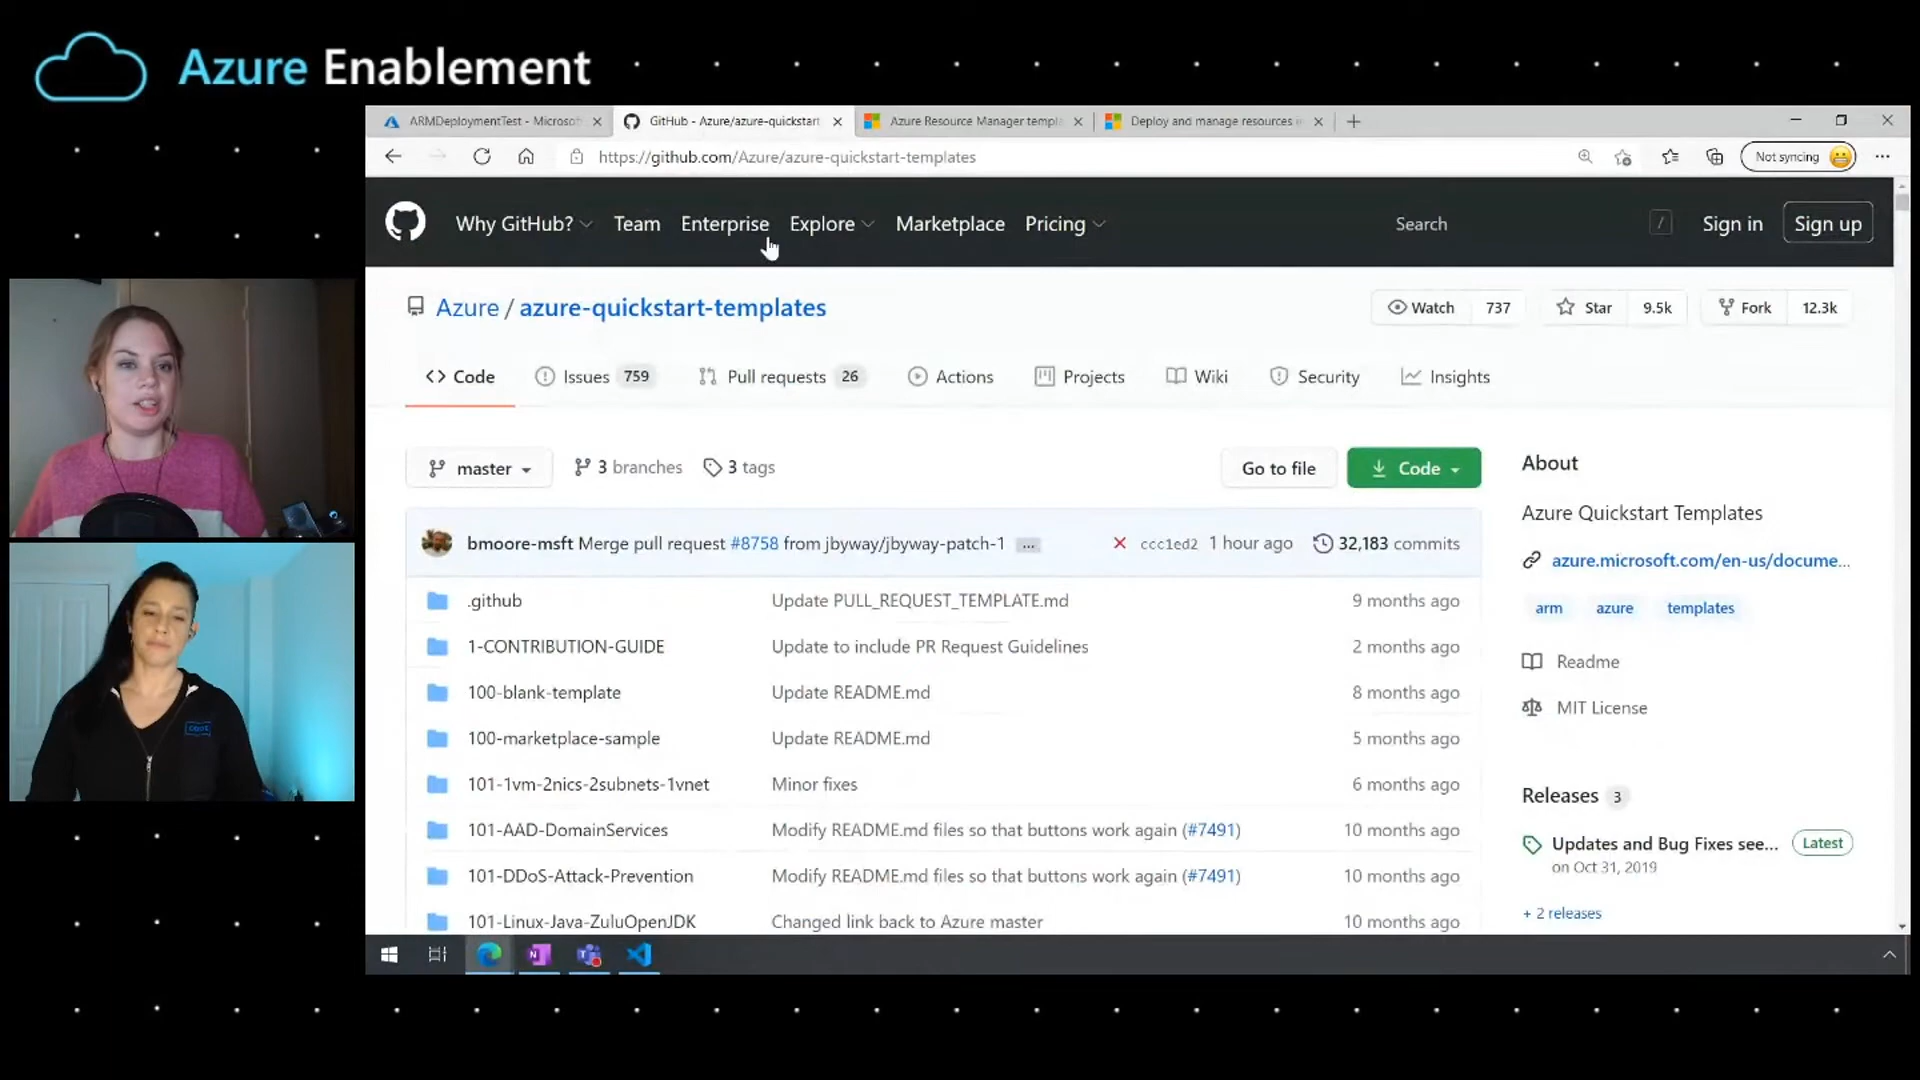 Azure Enablement
ARMDeploymentTest - Microsof
GitHub - Azure/azure-quickstart
Azure Resource Manager templ
Deploy and manage resources
https://github.com/Azure/azure-quickstart-templates
Not syncing
Why GitHub? Team Enterprise Explore Marketplace Pricing Search / Sign in Sign up
Azure / azure-quickstart-templates
Watch 737 Star 9.5k Fork 12.3k
Code Issues 759 Pull requests 26 Actions Projects Wiki Security Insights
master 3 branches 3 tags Go to file Code
bmoore-msft Merge pull request #8758 from jbyway/jbyway-patch-1 ... ccc1ed2 1 hour ago 32,183 commits
.github Update PULL_REQUEST_TEMPLATE.md 9 months ago
1-CONTRIBUTION-GUIDE Update to include PR Request Guidelines 2 months ago
100-blank-template Update README.md 8 months ago
100-marketplace-sample Update README.md 5 months ago
101-1vm-2nics-2subnets-1vnet Minor fixes 6 months ago
101-AAD-DomainServices Modify README.md files so that buttons work again (#7491) 10 months ago
101-DDoS-Attack-Prevention Modify README.md files so that buttons work again (#7491) 10 months ago
101-Linux-Java-ZuluOpenJDK Changed link back to Azure master 10 months ago
About
Azure Quickstart Templates
azure.microsoft.com/en-us/docume...
arm azure templates
Readme
MIT License
Releases 3
Updates and Bug Fixes see... Latest
on Oct 31, 2019
+ 2 releases